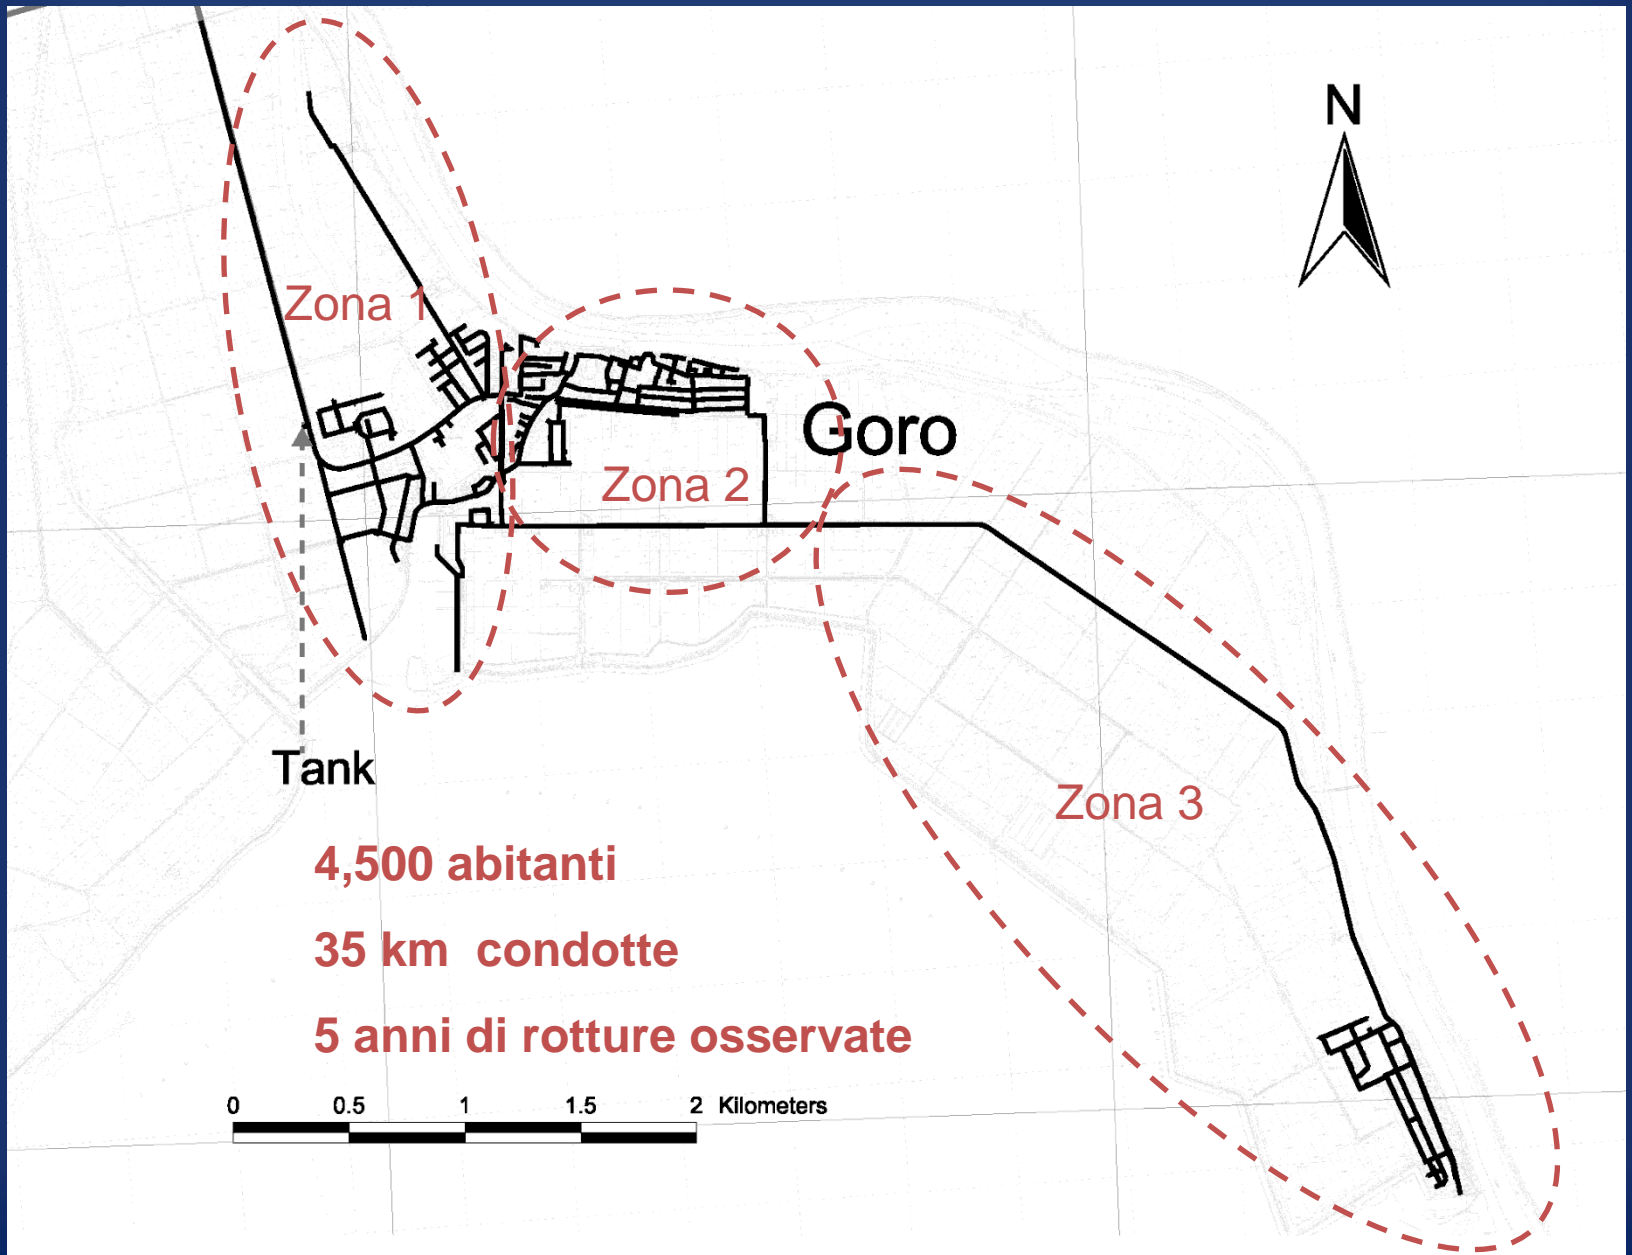 N
Zona 1
Goro
Zona 2
Tank
Zona 3
4,500 abitanti
35 km  condotte
5 anni di rotture osservate
0 0.5 1 1.5 2 Kilometers